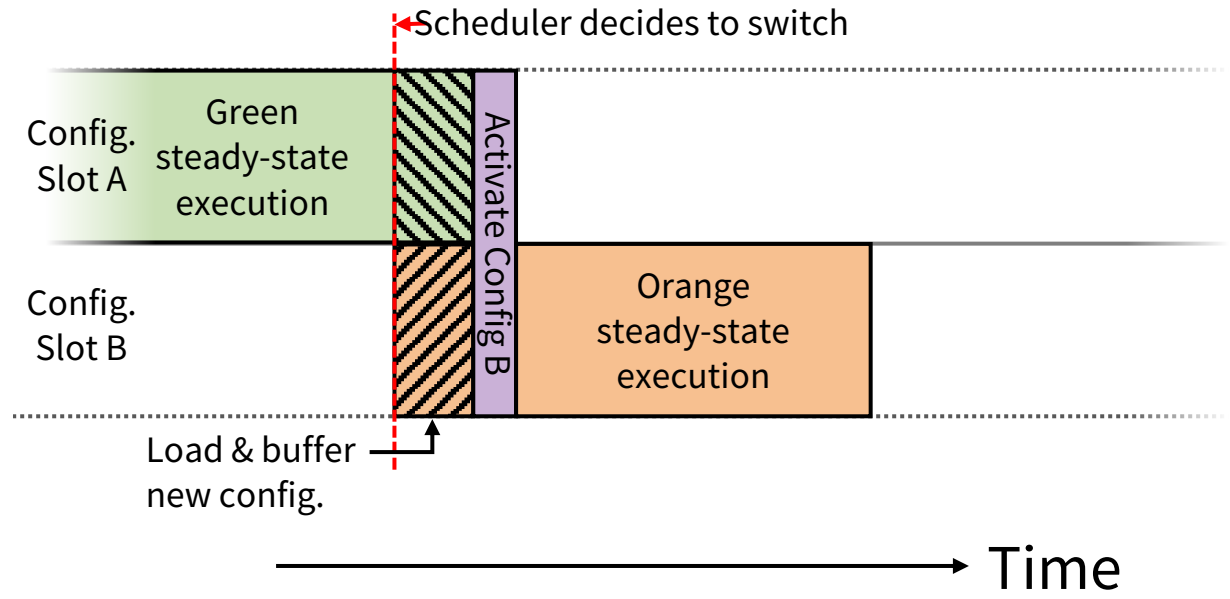 Scheduler decides to switch
Config.
Slot A
Green
steady-state
execution
Activate Config B
Config.
Slot B
Orange
steady-state
execution
Load & buffer
new config.
Time